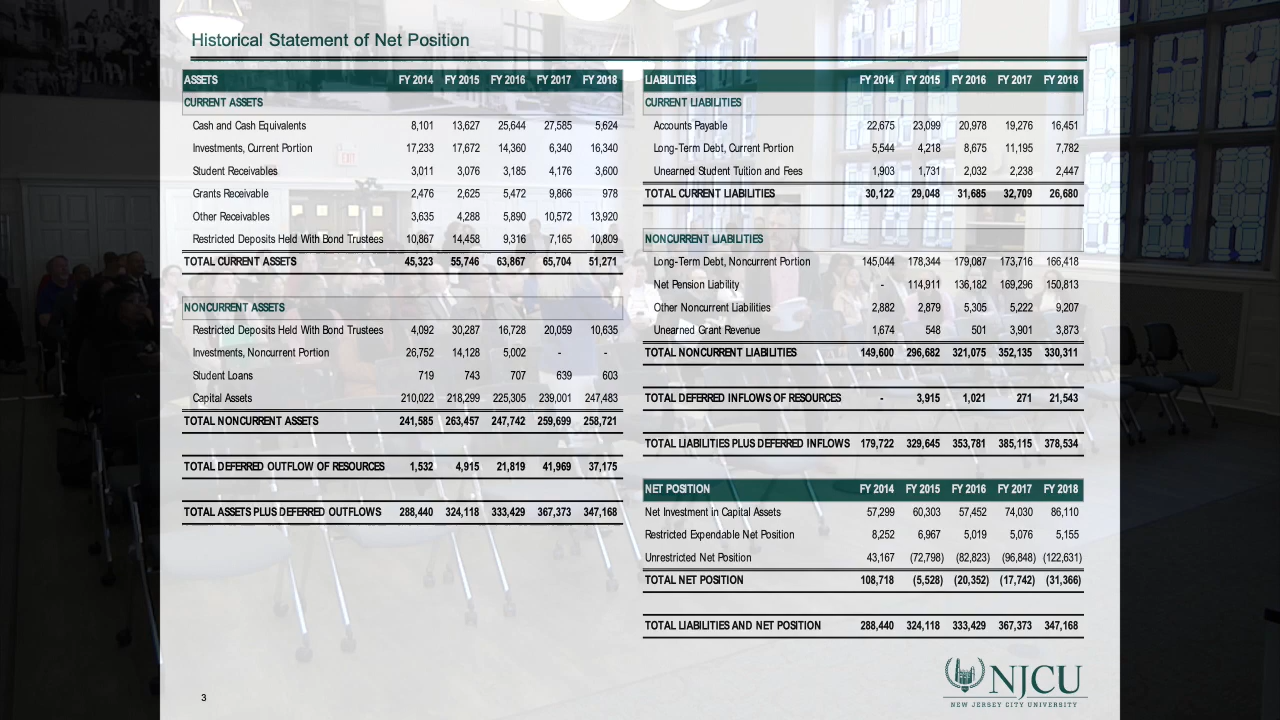 Historical Statement of Net Position
ASSETS FY 2014 FY 2015 FY 2016 FY 2017 FY 2018
CURRENT ASSETS
Cash and Cash Equivalents 8,101 13,627 25,644 27,585 5,624
Investments, Current Portion 17,233 17,672 14,360 6,340 16,340
Student Receivables 3,011 3,076 3,185 4,176 3,600
Grants Receivable 2,476 2,625 5,472 9,866 978
Other Receivables 3,635 4,288 5,890 10,572 13,920
Restricted Deposits Held With Bond Trustees 10,867 14,458 9,316 7,165 10,809
TOTAL CURRENT ASSETS 45,323 55,746 63,867 65,704 51,271
NONCURRENT ASSETS
Restricted Deposits Held With Bond Trustees 4,092 30,287 16,728 20,059 10,635
Investments, Noncurrent Portion 26,752 14,128 5,002 - -
Student Loans 719 743 707 639 603
Capital Assets 210,022 218,299 225,305 239,001 247,483
TOTAL NONCURRENT ASSETS 241,585 263,457 247,742 259,699 258,721
TOTAL DEFERRED OUTFLOW OF RESOURCES 1,532 4,915 21,819 41,969 37,175
TOTAL ASSETS PLUS DEFERRED OUTFLOWS 288,440 324,118 333,429 367,373 347,168
LIABILITIES FY 2014 FY 2015 FY 2016 FY 2017 FY 2018
CURRENT LIABILITIES
Accounts Payable 22,675 23,099 20,978 19,276 16,451
Long-Term Debt, Current Portion 5,544 4,218 8,675 11,195 7,782
Unearned Student Tuition and Fees 1,903 1,731 2,032 2,238 2,447
TOTAL CURRENT LIABILITIES 30,122 29,048 31,685 32,709 26,680
NONCURRENT LIABILITIES
Long-Term Debt, Noncurrent Portion 145,044 178,344 179,087 173,716 166,418
Net Pension Liability - 114,911 136,182 169,296 150,813
Other Noncurrent Liabilities 2,882 2,879 5,305 5,222 9,207
Unearned Grant Revenue 1,674 548 501 3,901 3,873
TOTAL NONCURRENT LIABILITIES 149,600 296,682 321,075 352,135 330,311
TOTAL DEFERRED INFLOWS OF RESOURCES - 3,915 1,021 271 21,543
TOTAL LIABILITIES PLUS DEFERRED INFLOWS 179,722 329,645 353,781 385,115 378,534
NET POSITION FY 2014 FY 2015 FY 2016 FY 2017 FY 2018
Net Investment in Capital Assets 57,299 60,303 57,452 74,030 86,110
Restricted Expendable Net Position 8,252 6,967 5,019 5,076 5,155
Unrestricted Net Position 43,167 (72,798) (82,823) (96,848) (122,631)
TOTAL NET POSITION 108,718 (5,528) (20,352) (17,742) (31,366)
TOTAL LIABILITIES AND NET POSITION 288,440 324,118 333,429 367,373 347,168
NJCU
NEW JERSEY CITY UNIVERSITY
3